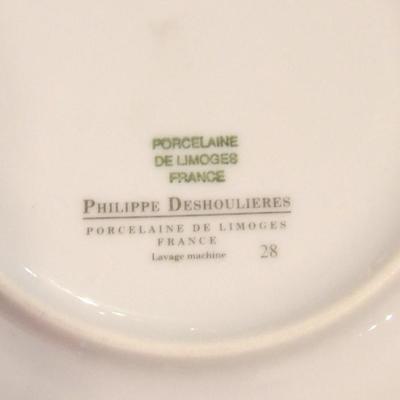 PORCELAINE
DE LIMOGES
FRANCE
PHILIPPE DESHOULIERES
PORCELAINE DE LIMOGES
FRANCE
Lavage machine 28